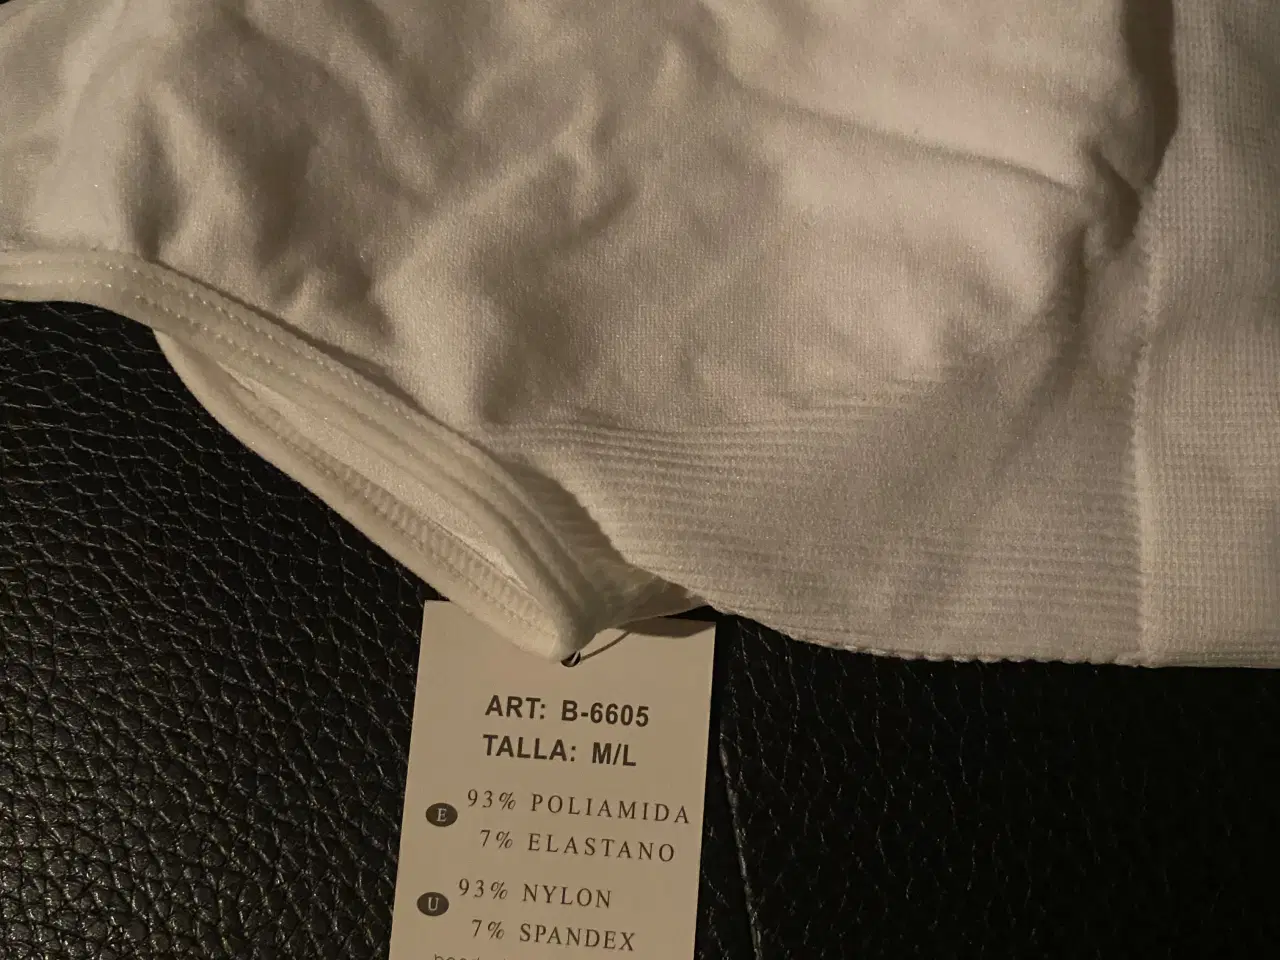 ART: B-6605
TALLA: M/L
E 93% POLIAMIDA
7% ELASTANO
U 93% NYLON
7% SPANDEX